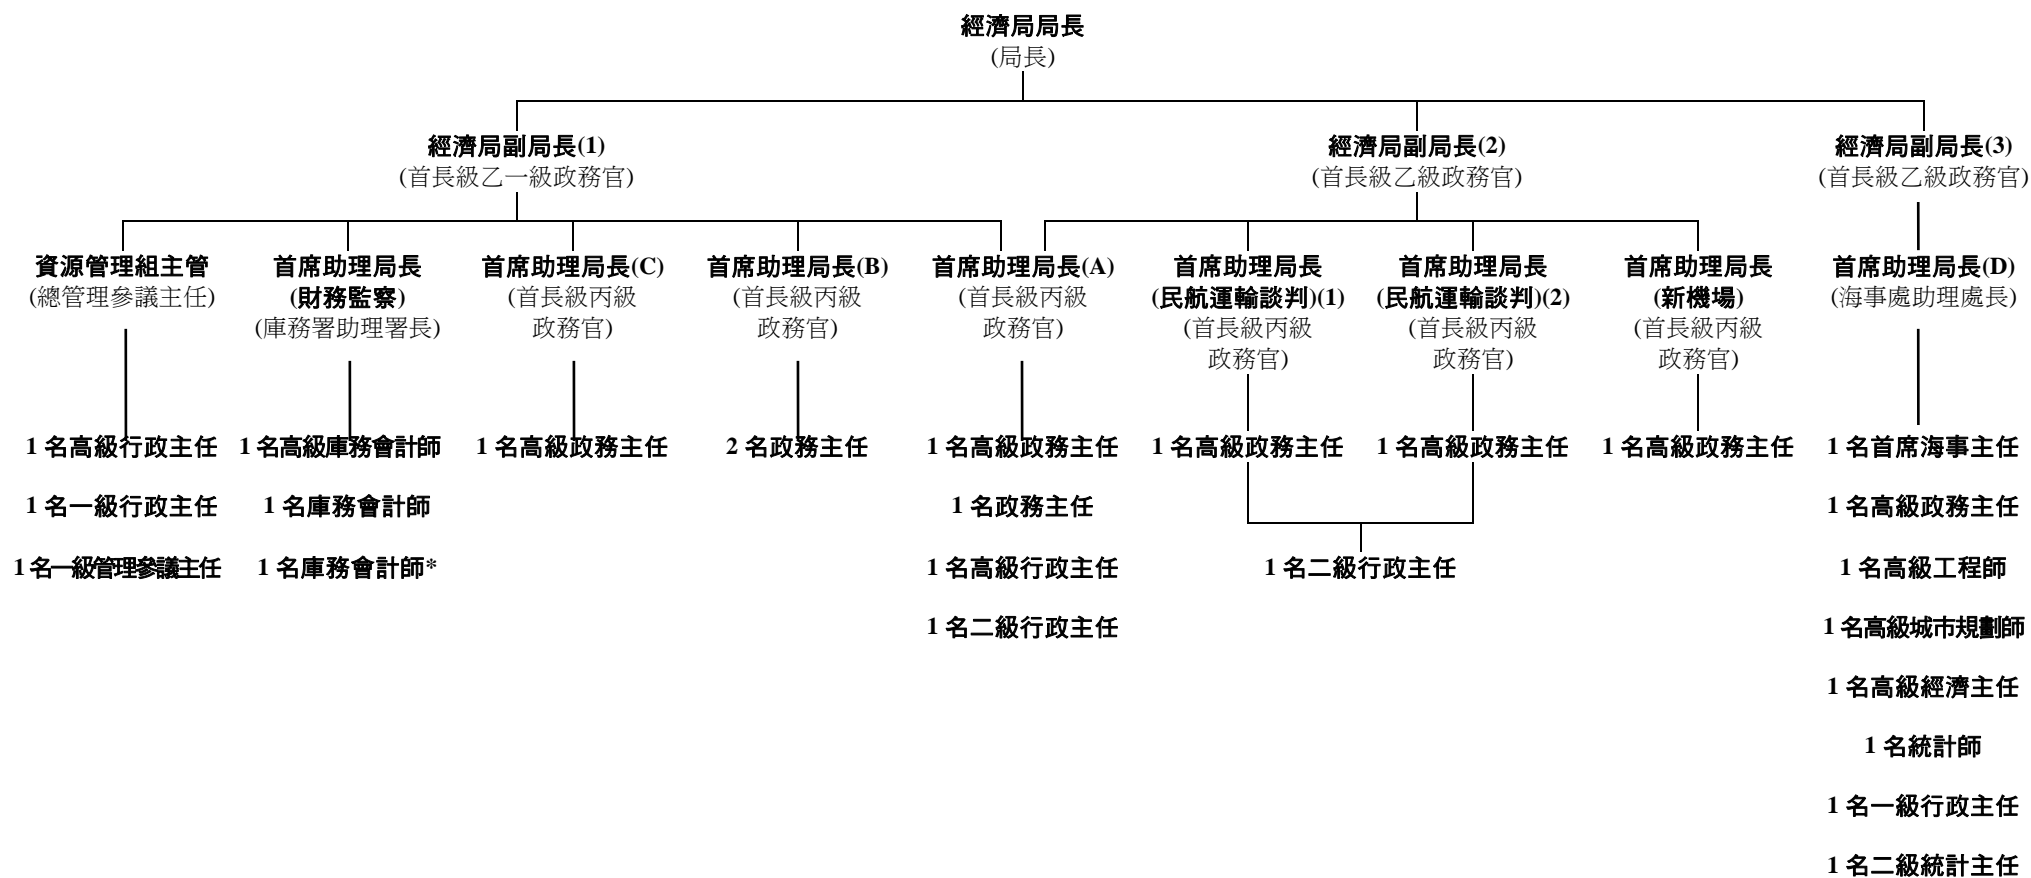 經濟局局長
(局長)
經濟局副局長(1)
(首長級乙一級政務官)
經濟局副局長(2)
(首長級乙級政務官)
經濟局副局長(3)
(首長級乙級政務官)
資源管理組主管
(總管理參議主任)
首席助理局長
(財務監察)
(庫務署助理署長)
首席助理局長(C)
(首長級丙級
政務官)
首席助理局長(B)
(首長級丙級
政務官)
首席助理局長(A)
(首長級丙級
政務官)
首席助理局長
(民航運輸談判)(1)
(首長級丙級
政務官)
首席助理局長
(民航運輸談判)(2)
(首長級丙級
政務官)
首席助理局長
(新機場)
(首長級丙級
政務官)
首席助理局長(D)
(海事處助理處長)
1 名高級行政主任
1 名一級行政主任
1 名一級管理參議主任
1 名高級庫務會計師
1 名庫務會計師
1 名庫務會計師*
1 名高級政務主任
2 名政務主任
1 名高級政務主任
1 名政務主任
1 名高級行政主任
1 名二級行政主任
1 名高級政務主任
1 名高級政務主任
1 名二級行政主任
1 名高級政務主任
1 名首席海事主任
1 名高級政務主任
1 名高級工程師
1 名高級城市規劃師
1 名高級經濟主任
1 名統計師
1 名一級行政主任
1 名二級統計主任